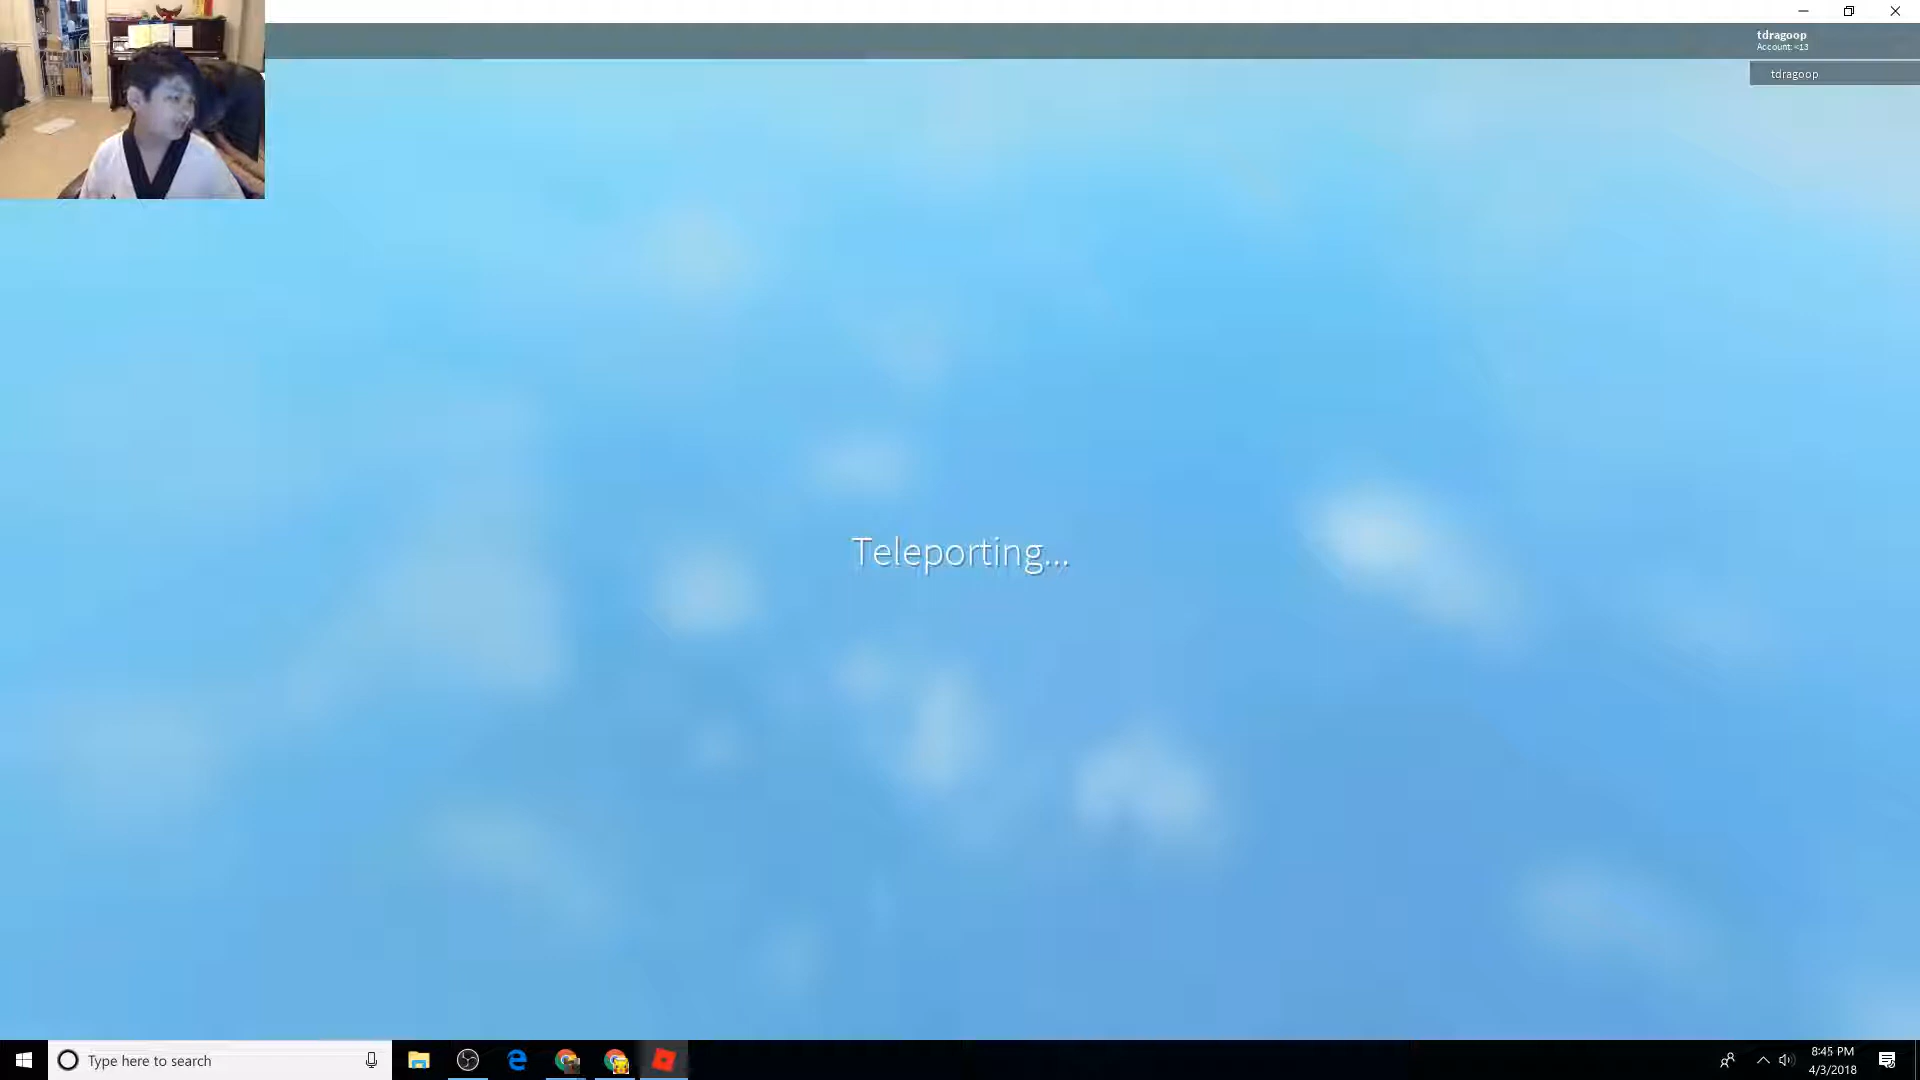 tdragoop
Account: <13
tdragoop
Teleporting...
Type here to search
8:45 PM
4/3/2018